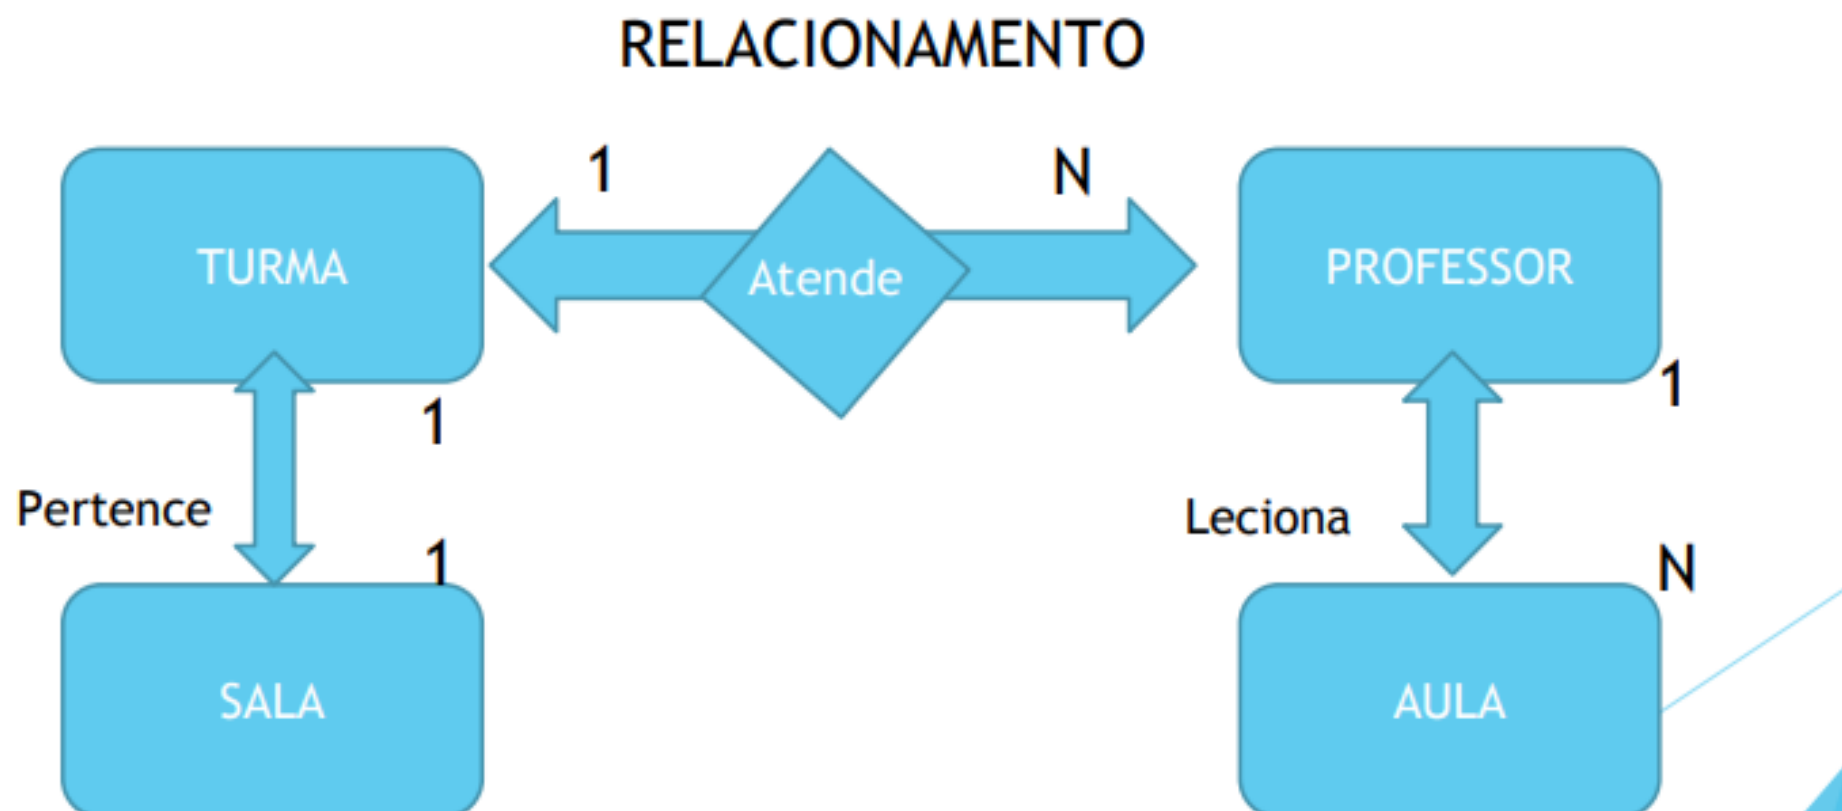 RELACIONAMENTO
1
N
TURMA
Atende
PROFESSOR
1
1
Pertence
Leciona
1
N
SALA
AULA